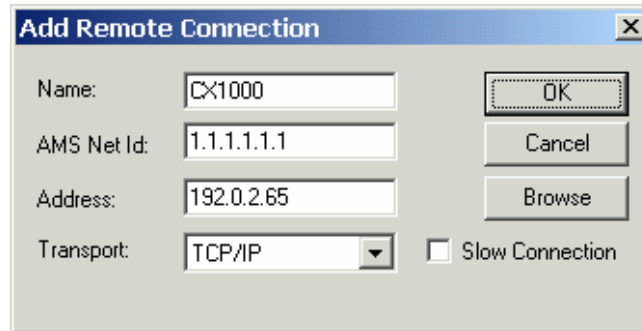 Add Remote Connection
Name: CX1000 OK
AMS Net Id: 1.1.1.1.1.1 Cancel
Address: 192.0.2.65 Browse
Transport: TCP/IP Slow Connection